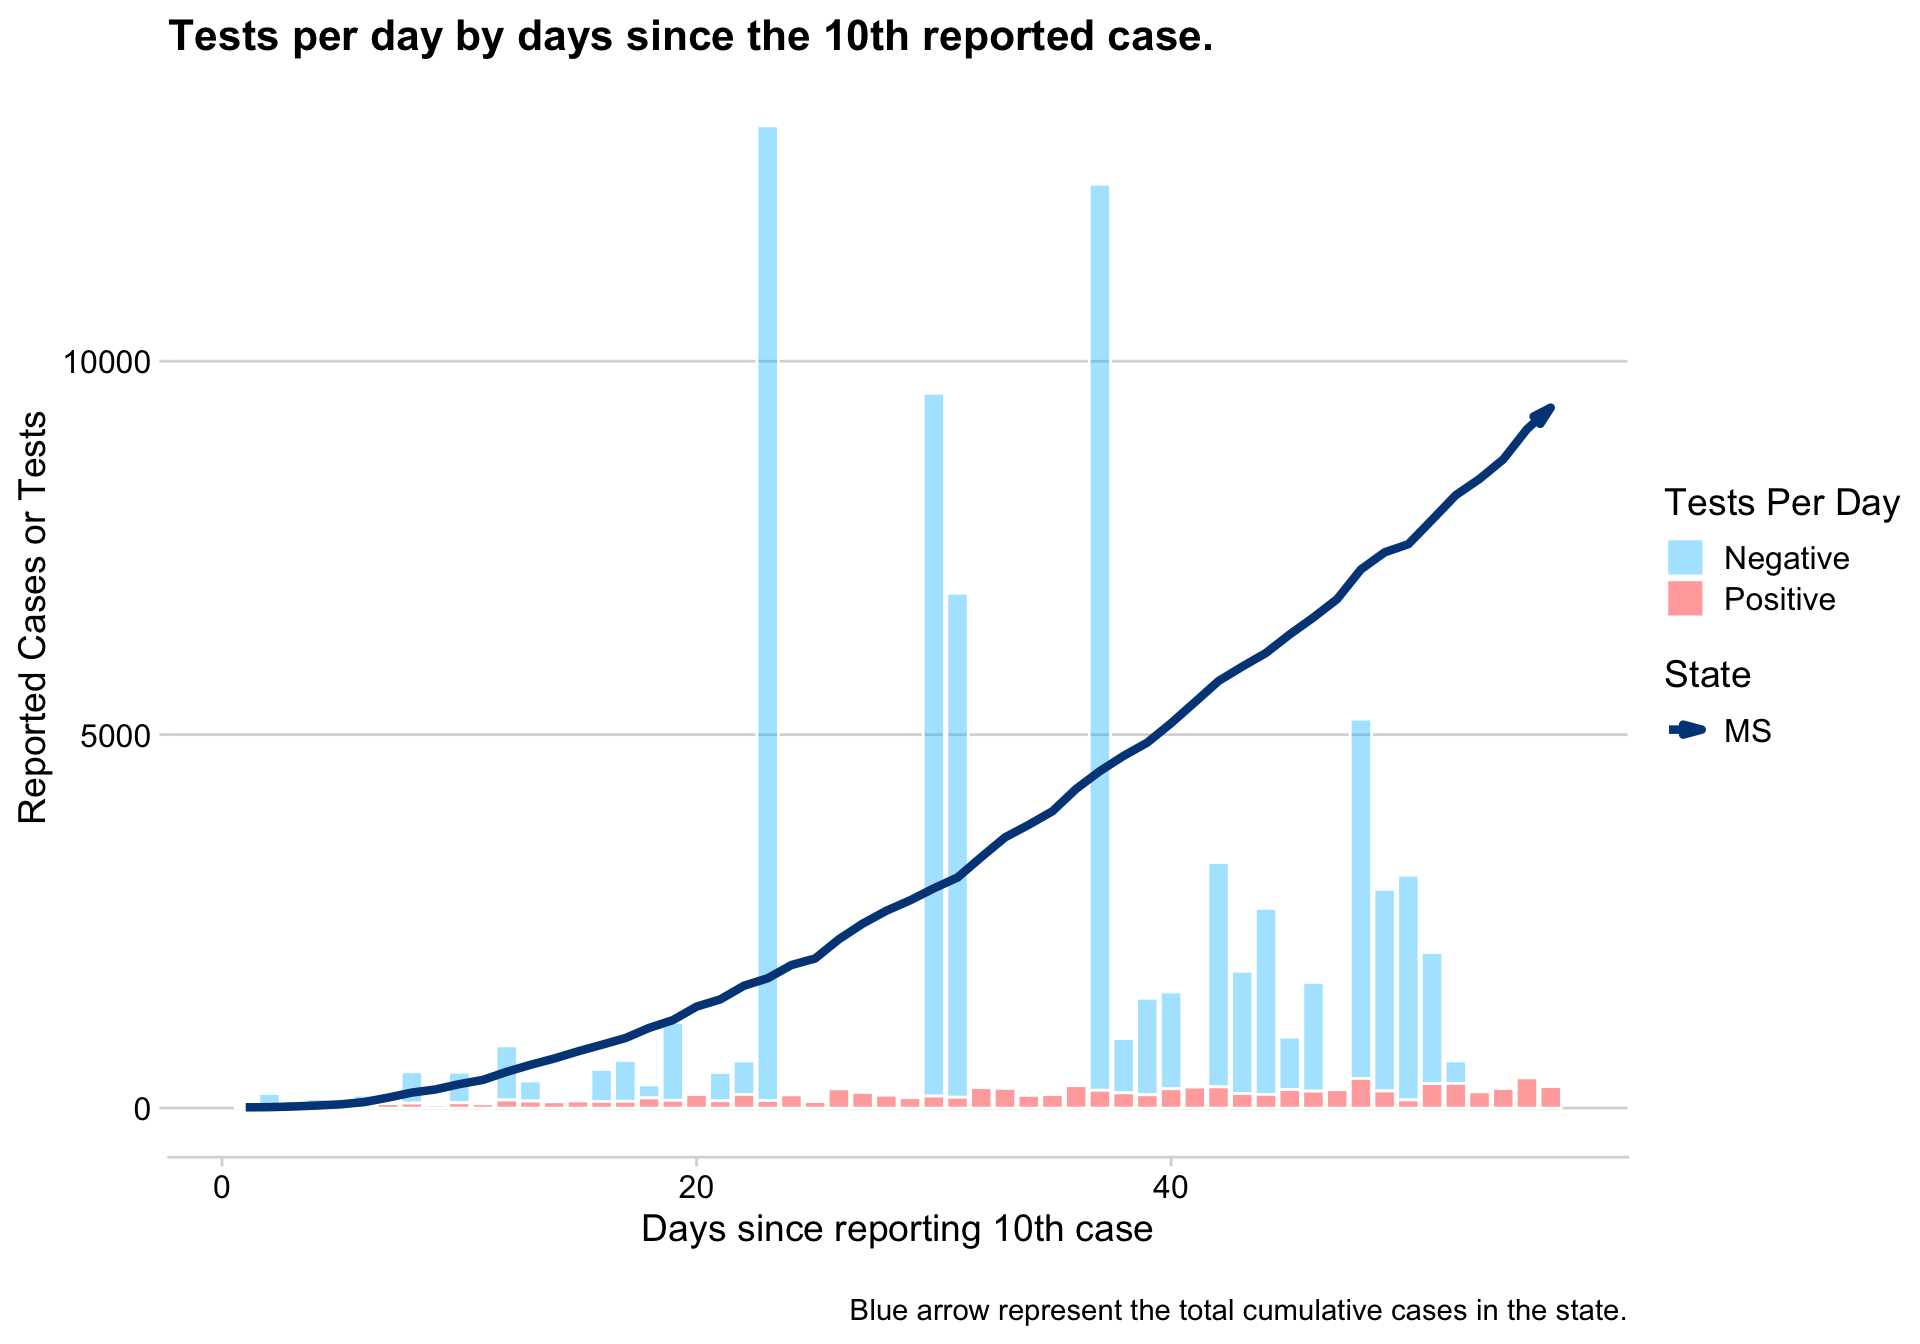 Tests per day by days since the 10th reported case.
Reported Cases or Tests
10000
5000
0
0 20 40
Days since reporting 10th case
Tests Per Day
Negative
Positive
State
MS
Blue arrow represent the total cumulative cases in the state.